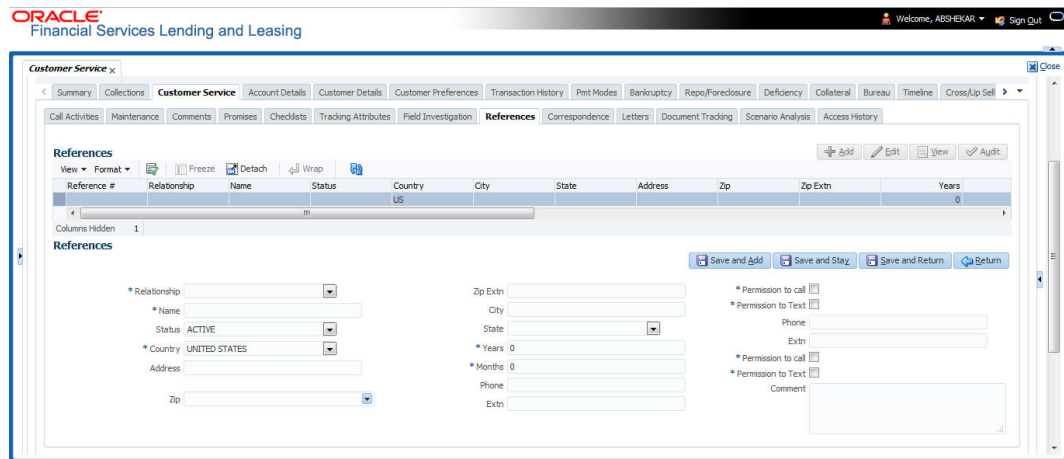 ORACLE
Financial Services Lending and Leasing
Welcome, ABSHEKAR
Sign Out
Customer Service
Close
Summary Collections Customer Service Account Details Customer Details Customer Preferences Transaction History Pmt Modes Bankruptcy Repo/Foreclosure Deficiency Collateral Bureau Timeline Cross/Up Sell
Call Activities Maintenance Comments Promises Checklists Tracking Attributes Field Investigation References Correspondence Letters Document Tracking Scenario Analysis Access History
References
Add Edit View Audit
View Format Freeze Detach Wrap
Reference # Relationship Name Status Country City State Address Zip Zip Extn Years
US 0
Columns Hidden 1
References
Save and Add Save and Stay Save and Return Return
* Relationship
* Name
Status ACTIVE
* Country UNITED STATES
Address
Zip
Zip Extn
City
State
* Years 0
* Months 0
Phone
Extn
* Permission to call
* Permission to Text
Phone
Extn
* Permission to call
* Permission to Text
Comment